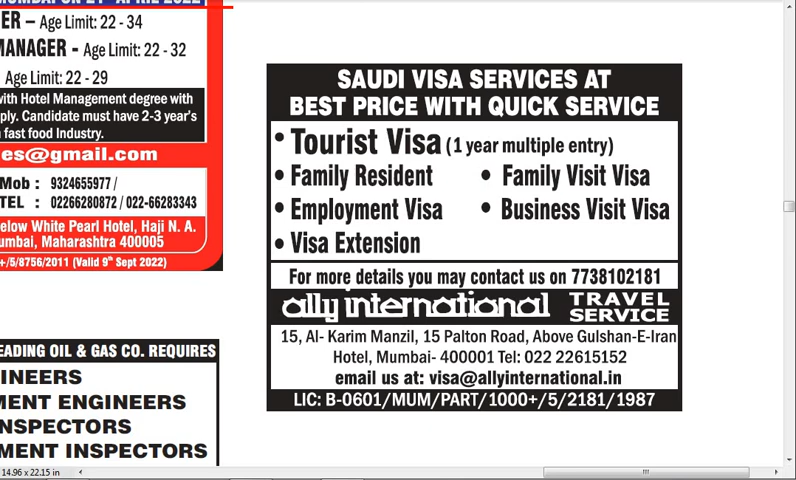 ER – Age Limit: 22 - 34
MANAGER - Age Limit: 22 - 32
Age Limit: 22 - 29
with Hotel Management degree with
ply. Candidate must have 2-3 year's
fast food Industry.
es@gmail.com
Mob : 9324655977 /
TEL : 02266280872 / 022-66283343
elow White Pearl Hotel, Haji N. A.
umbai, Maharashtra 400005
+/5/8756/2011 (Valid 9th Sept 2022)
EADING OIL & GAS CO. REQUIRES
INEERS
MENT ENGINEERS
NSPECTORS
MENT INSPECTORS
SAUDI VISA SERVICES AT
BEST PRICE WITH QUICK SERVICE
• Tourist Visa (1 year multiple entry)
• Family Resident • Family Visit Visa
• Employment Visa • Business Visit Visa
• Visa Extension
For more details you may contact us on 7738102181
ally international TRAVEL SERVICE
15, Al- Karim Manzil, 15 Palton Road, Above Gulshan-E-Iran
Hotel, Mumbai- 400001 Tel: 022 22615152
email us at: visa@allyinternational.in
LIC: B-0601/MUM/PART/1000+/5/2181/1987
14.96 x 22.15 in